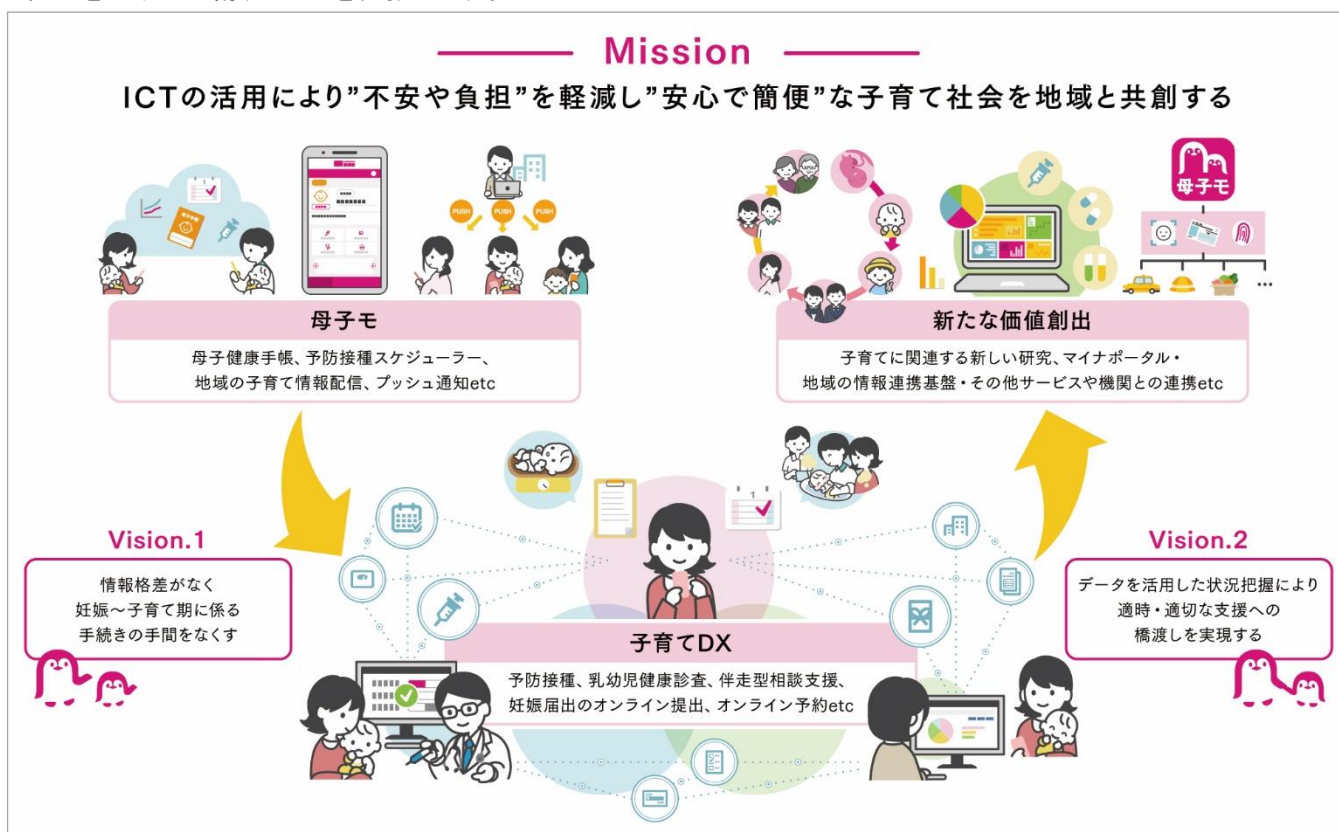 Mission
ICTの活用により”不安や負担”を軽減し”安心で簡便”な子育て社会を地域と共創する
母子手帳
1
PUSH
PUSH
PUSH
母子モ
母子モ
母子健康手帳、予防接種スケジューラー、
地域の子育て情報配信、プッシュ通知etc
新たな価値創出
子育てに関連する新しい研究、マイナポータル・
地域の情報連携基盤・その他サービスや機関との連携etc
Vision.1
情報格差がなく
妊娠～子育て期に係る
手続きの手間をなくす
1
Vision.2
データを活用した状況把握により
適時・適切な支援への
橋渡しを実現する
子育てDX
予防接種、乳幼児健康診査、伴走型相談支援、
妊娠届出のオンライン提出、オンライン予約etc